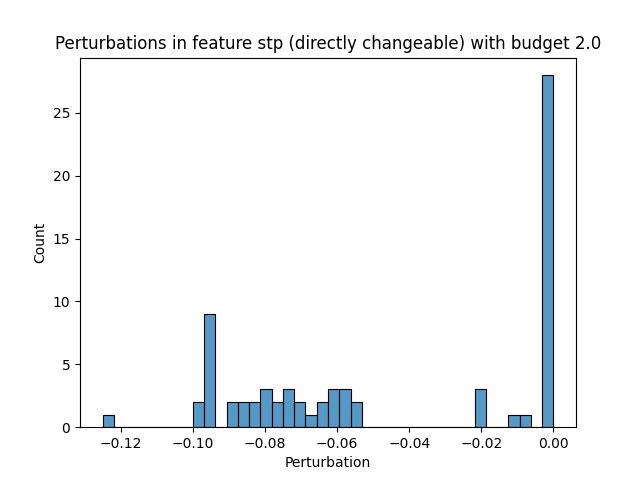 Perturbations in feature stp (directly changeable) with budget 2.0
25
20
15
10
5
0
Count
−0.12 −0.10 −0.08 −0.06 −0.04 −0.02 0.00
Perturbation